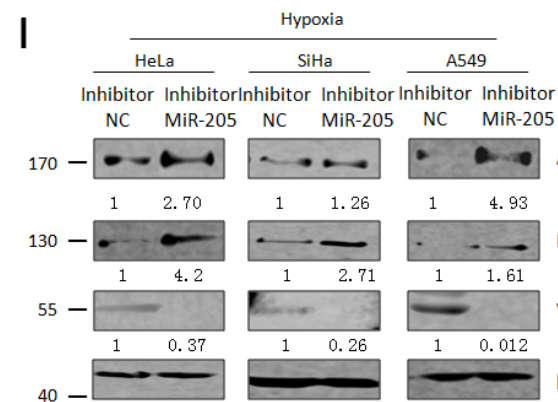 I
Hypoxia
HeLa SiHa A549
Inhibitor Inhibitor Inhibitor Inhibitor Inhibitor Inhibitor
NC MiR-205 NC MiR-205 NC MiR-205
170
1 2.70 1 1.26 1 4.93
130
1 4.2 1 2.71 1 1.61
55
1 0.37 1 0.26 1 0.012
40